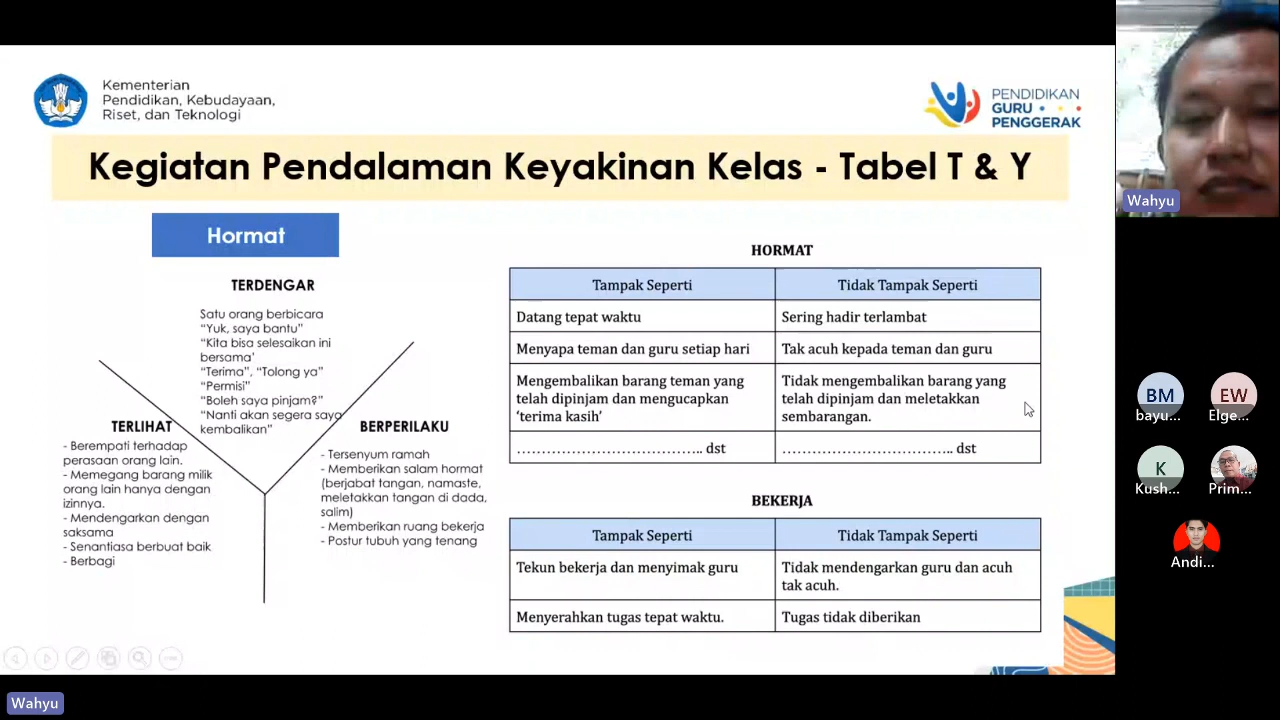 Kementerian
Pendidikan, Kebudayaan,
Riset, dan Teknologi
PENDIDIKAN
GURU
PENGGERAK
Kegiatan Pendalaman Keyakinan Kelas - Tabel T & Y
Hormat
TERDENGAR
Satu orang berbicara
“Yuk, saya bantu”
“Kita bisa selesaikan ini
bersama’
“Terima”, “Tolong ya”
“Permisi”
“Boleh saya pinjam?”
“Nanti akan segera saya
kembalikan”
TERLIHAT
- Berempati terhadap
perasaan orang lain.
- Memegang barang milik
orang lain hanya dengan
izinnya.
- Mendengarkan dengan
saksama
- Senantiasa berbuat baik
- Berbagi
BERPERILAKU
- Tersenyum ramah
- Memberikan salam hormat
(berjabat tangan, namaste,
meletakkan tangan di dada,
salim)
- Memberikan ruang bekerja
- Postur tubuh yang tenang
HORMAT
Tampak Seperti
Tidak Tampak Seperti
Datang tepat waktu
Sering hadir terlambat
Menyapa teman dan guru setiap hari
Tak acuh kepada teman dan guru
Mengembalikan barang teman yang
telah dipinjam dan mengucapkan
‘terima kasih’
Tidak mengembalikan barang yang
telah dipinjam dan meletakkan
sembarangan.
……………………………….. dst
…………………………….. dst
BEKERJA
Tampak Seperti
Tidak Tampak Seperti
Tekun bekerja dan menyimak guru
Tidak mendengarkan guru dan acuh
tak acuh.
Menyerahkan tugas tepat waktu.
Tugas tidak diberikan
Wahyu
BM
bayu...
EW
Elge...
K
Kush...
Prim...
Andi...
Wahyu